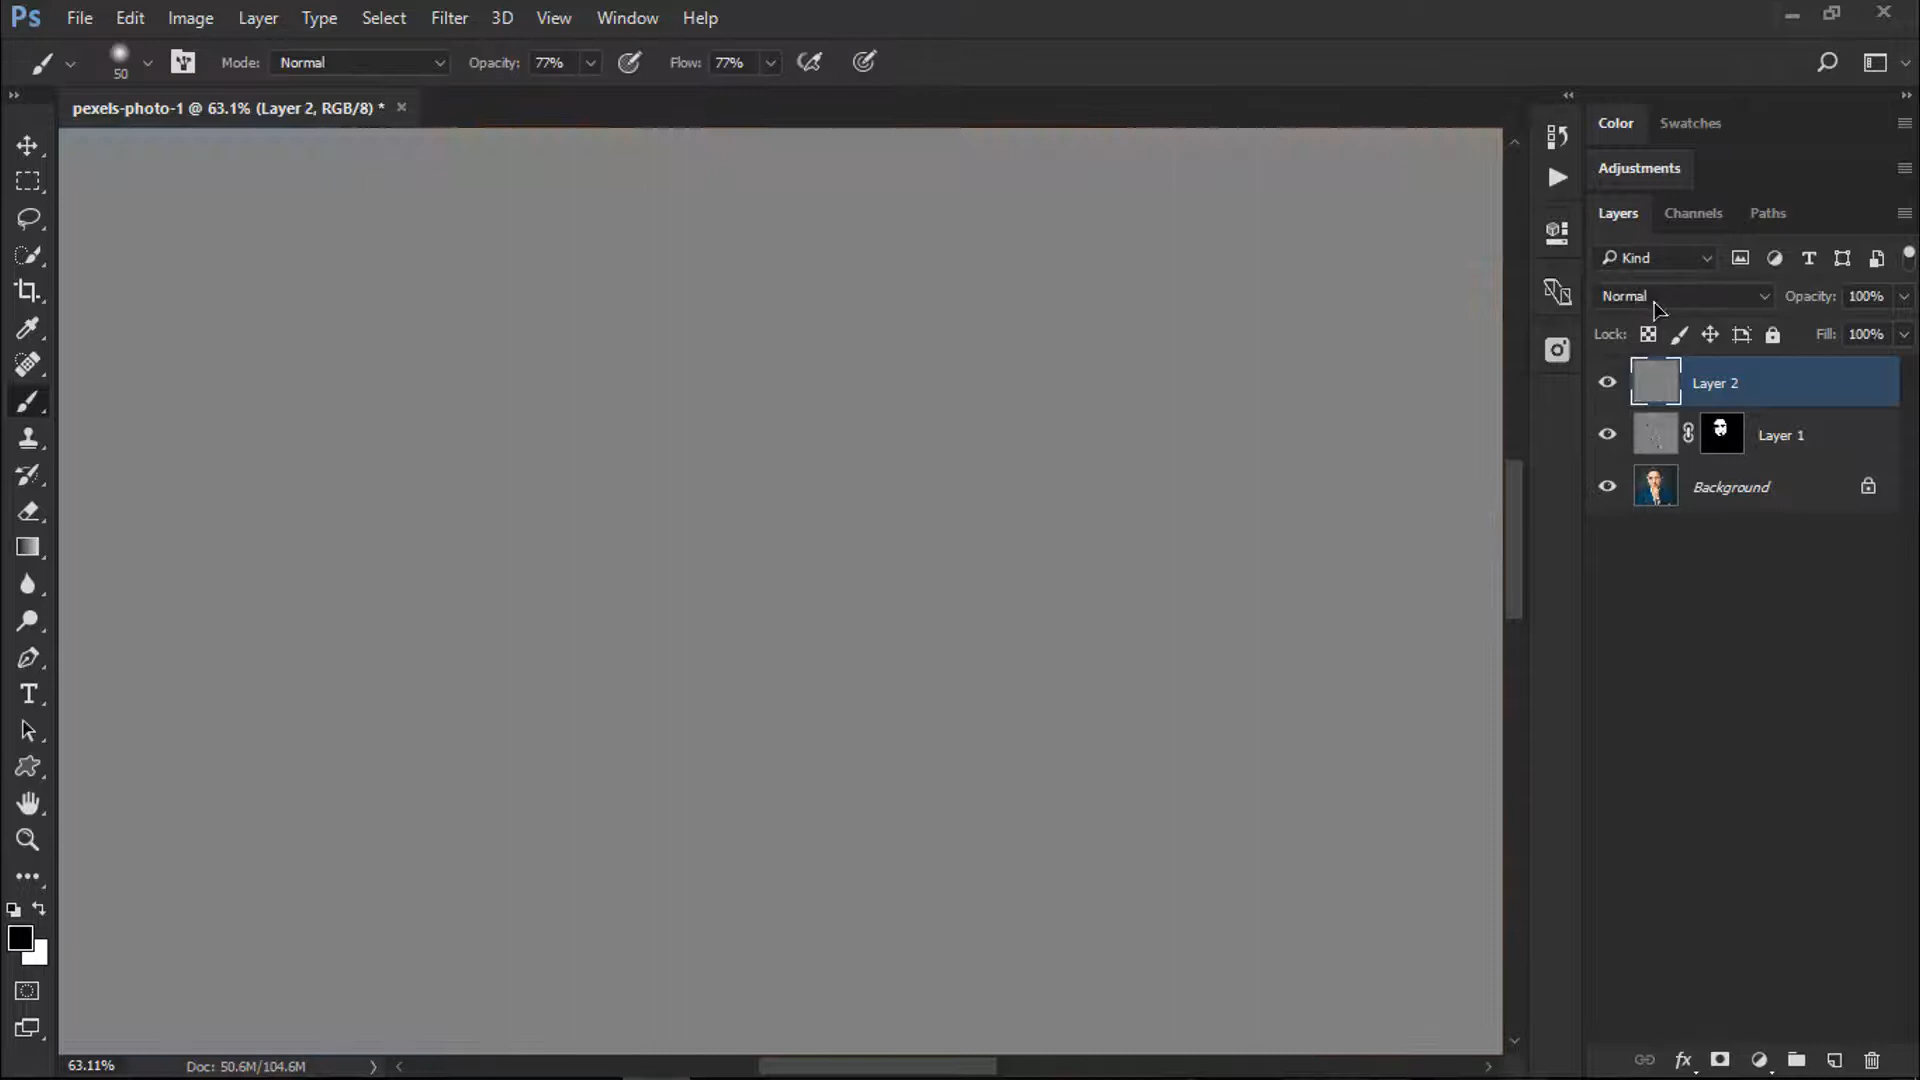 Ps File Edit Image Layer Type Select Filter 3D View Window Help
50 Mode: Normal Opacity: 77% Flow: 77%
pexels-photo-1 @ 63.1% (Layer 2, RGB/8) *
Color Swatches
Adjustments
Layers Channels Paths
Kind
Normal Opacity: 100%
Lock: Fill: 100%
Layer 2
Layer 1
Background
63.11% Doc: 50.6M/104.6M